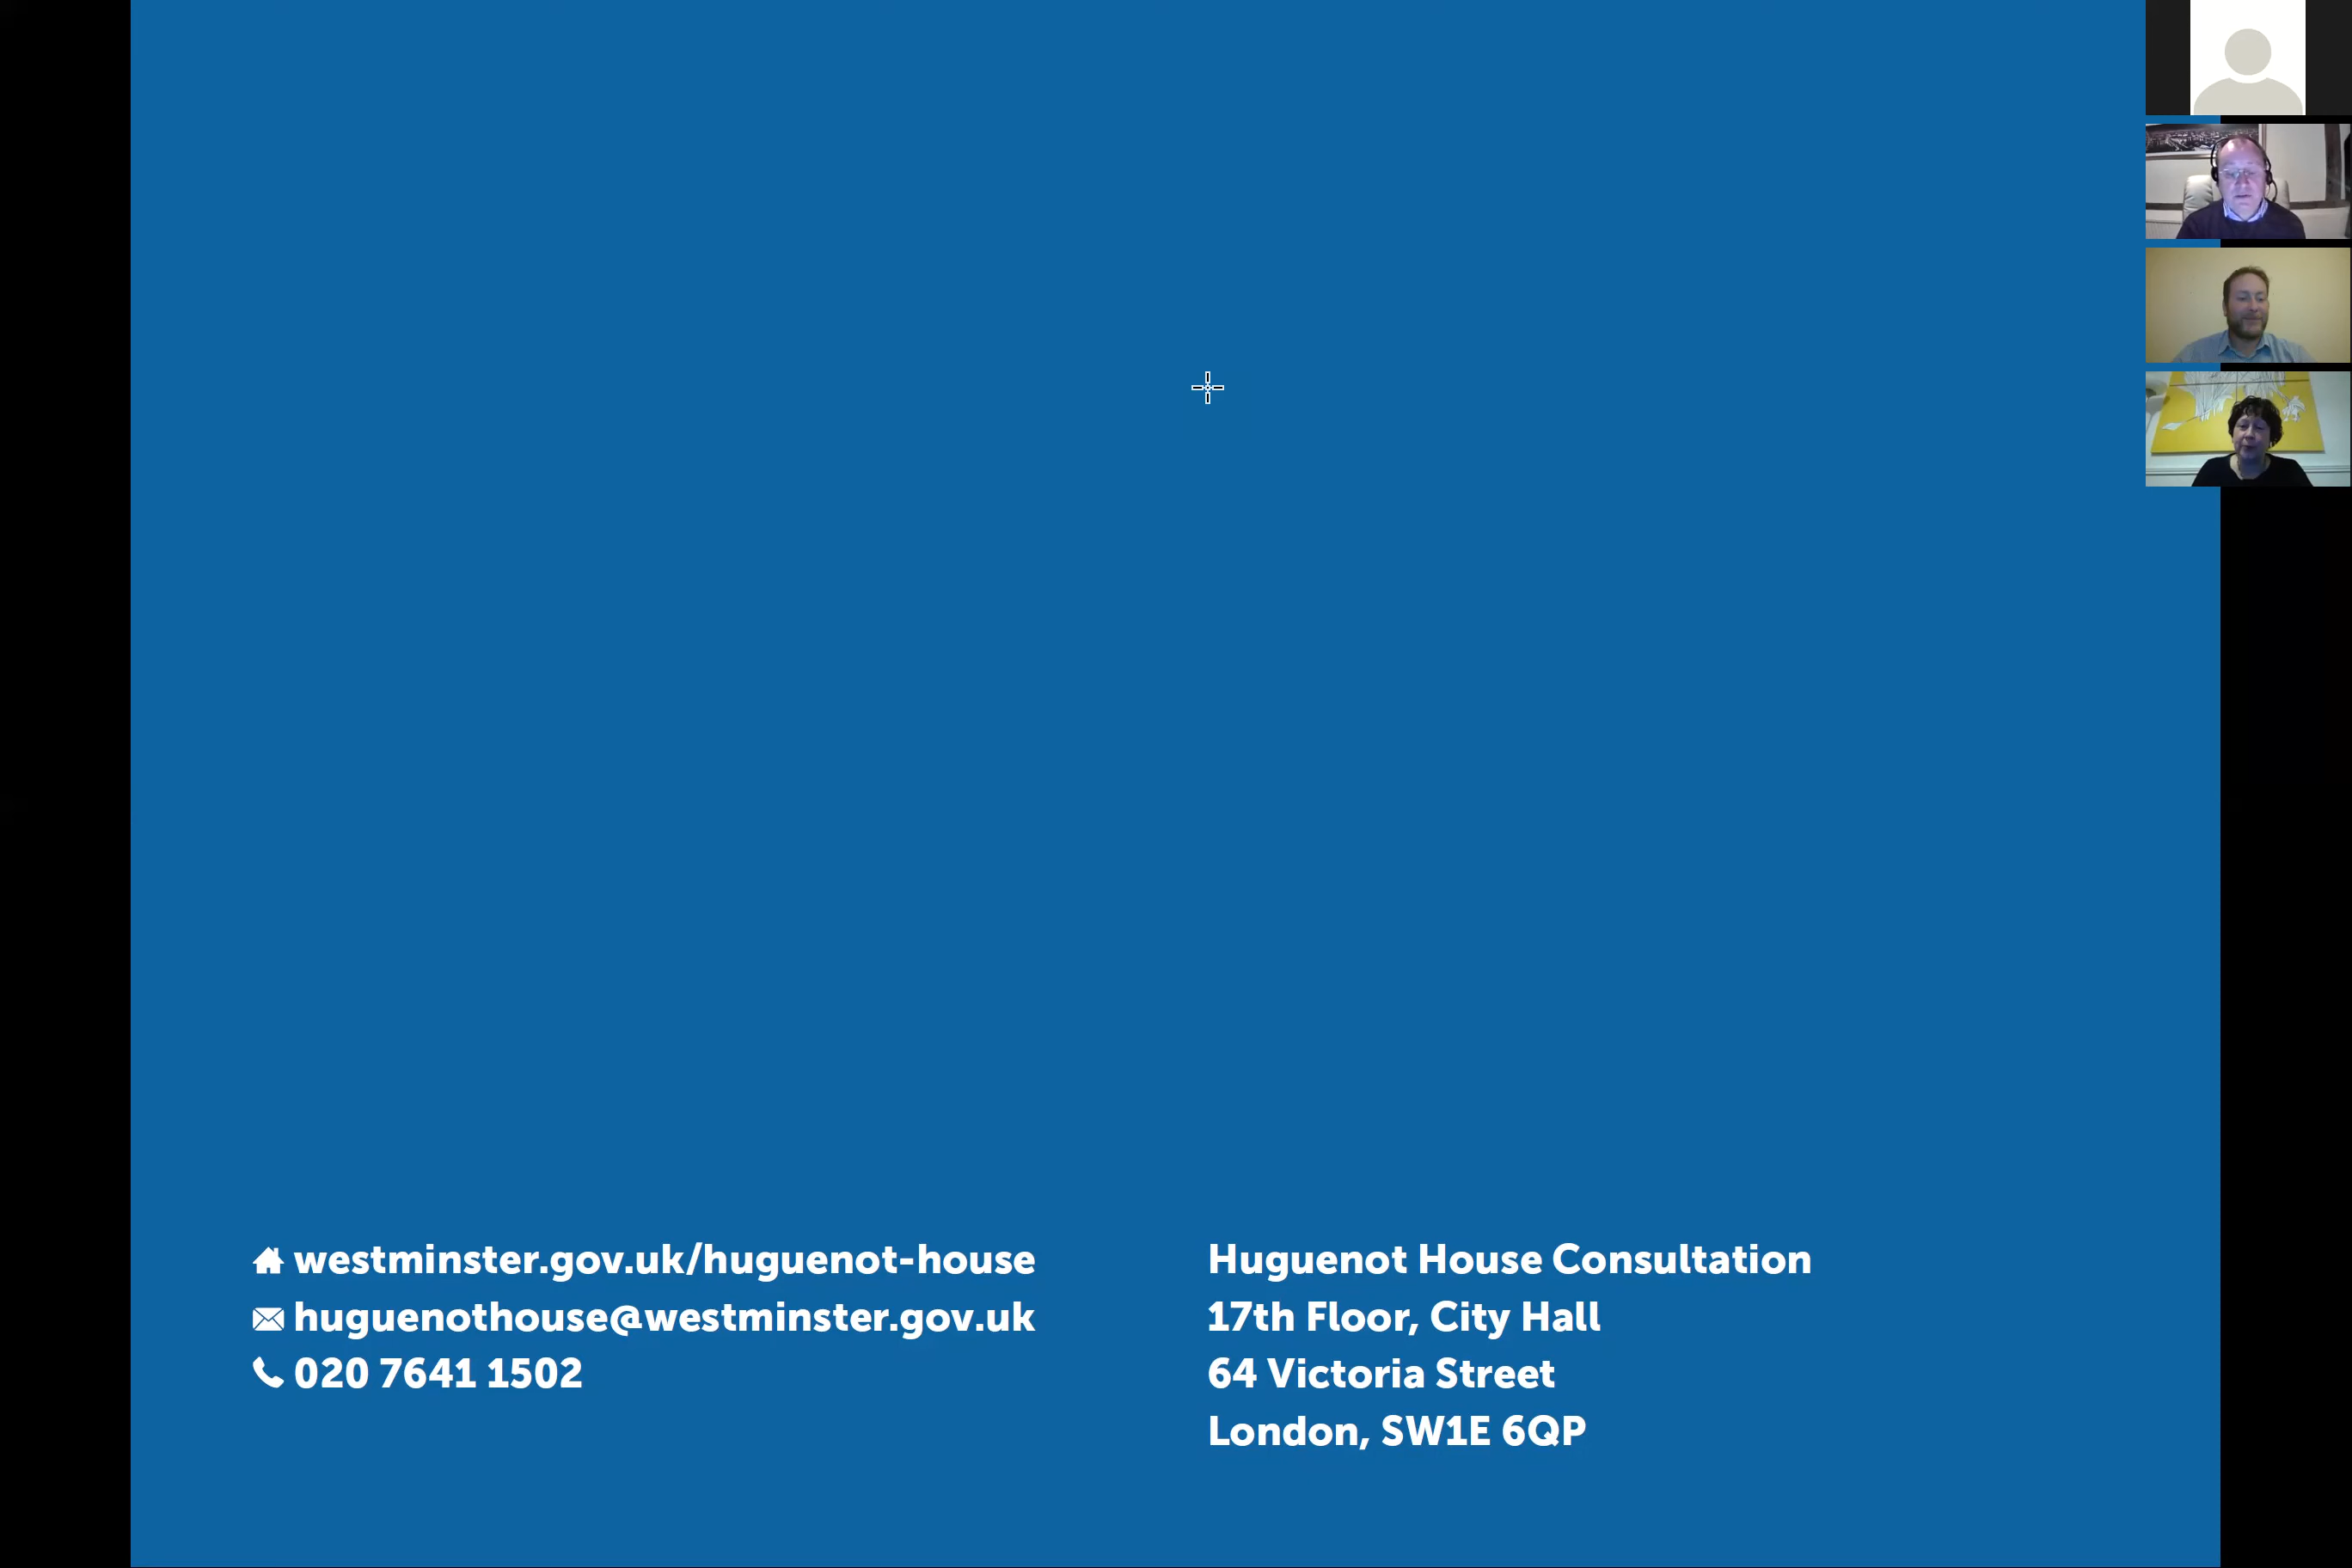 westminster.gov.uk/huguenot-house
huguenothouse@westminster.gov.uk
020 7641 1502
Huguenot House Consultation
17th Floor, City Hall
64 Victoria Street
London, SW1E 6QP